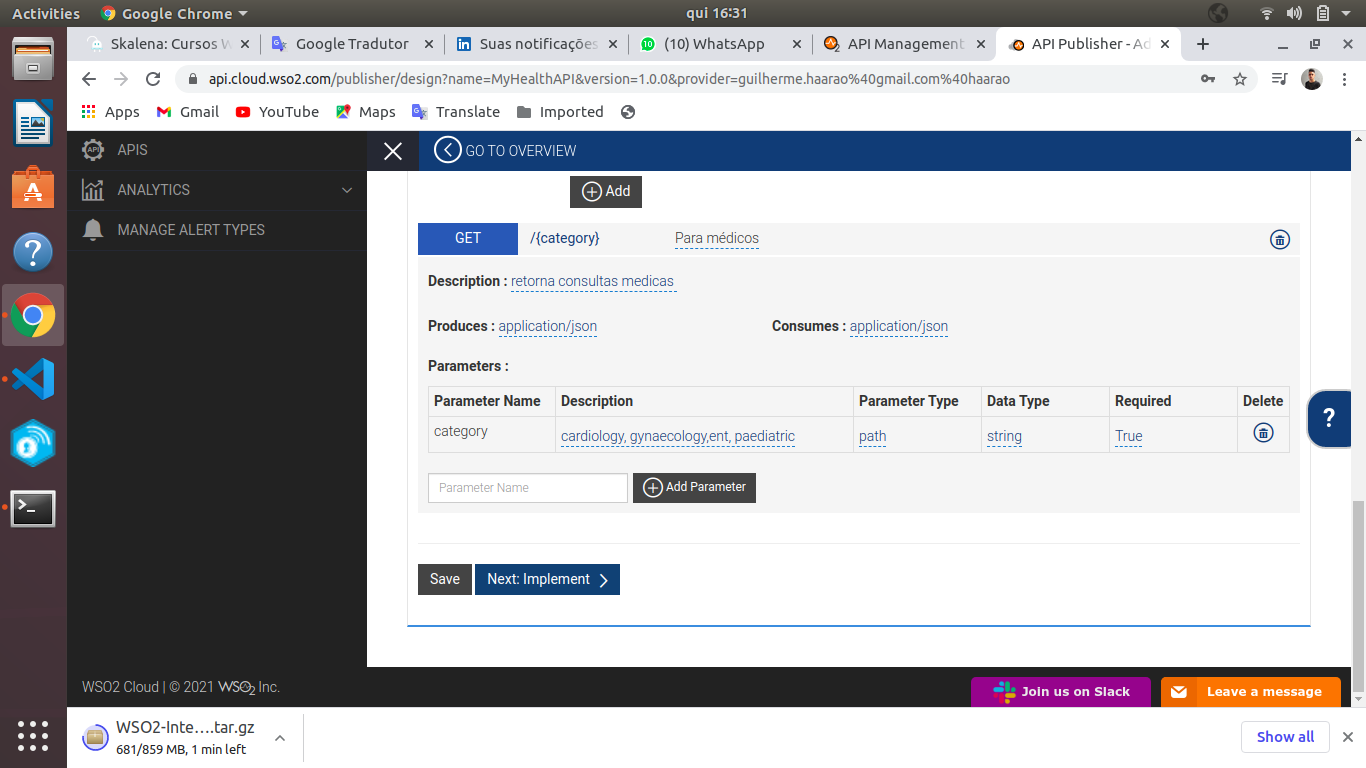 Activities Google Chrome qui 16:31
Skalena: Cursos W Google Tradutor Suas notificações (10) WhatsApp API Management API Publisher - Ad
api.cloud.wso2.com/publisher/design?name=MyHealthAPI&version=1.0.0&provider=guilherme.haarao%40gmail.com%40haarao
Apps Gmail YouTube Maps Translate Imported
APIS
ANALYTICS
MANAGE ALERT TYPES
GO TO OVERVIEW
Add
GET /{category} Para médicos
Description : retorna consultas medicas
Produces : application/json Consumes : application/json
Parameters :
Parameter Name Description Parameter Type Data Type Required Delete
category cardiology, gynaecology,ent, paediatric path string True
Parameter Name Add Parameter
?
Save Next: Implement
WSO2 Cloud | © 2021 WSO2 Inc.
Join us on Slack Leave a message
WSO2-Inte....tar.gz
681/859 MB, 1 min left
Show all